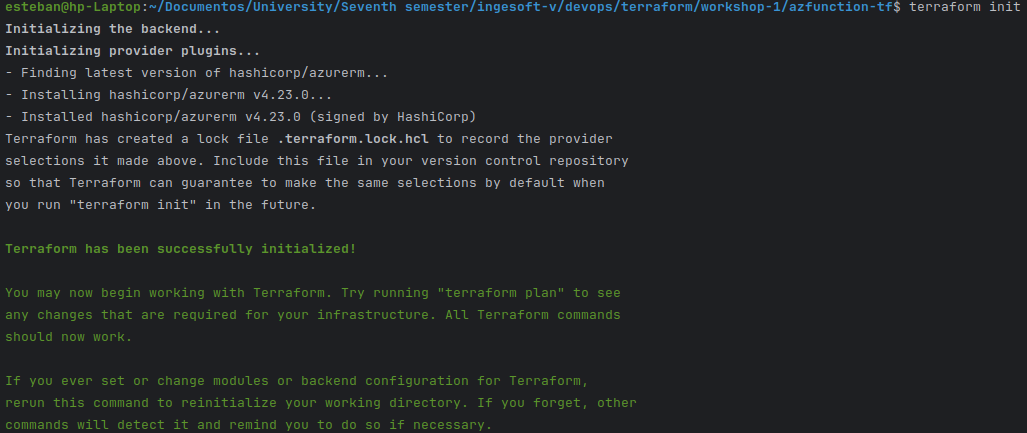 esteban@hp-Laptop:~/Documentos/University/Seventh semester/ingesoft-v/devops/terraform/workshop-1/azfunction-tf$ terraform init
Initializing the backend...
Initializing provider plugins...
- Finding latest version of hashicorp/azurerm...
- Installing hashicorp/azurerm v4.23.0...
- Installed hashicorp/azurerm v4.23.0 (signed by HashiCorp)
Terraform has created a lock file .terraform.lock.hcl to record the provider
selections it made above. Include this file in your version control repository
so that Terraform can guarantee to make the same selections by default when
you run "terraform init" in the future.
Terraform has been successfully initialized!
You may now begin working with Terraform. Try running "terraform plan" to see
any changes that are required for your infrastructure. All Terraform commands
should now work.
If you ever set or change modules or backend configuration for Terraform,
rerun this command to reinitialize your working directory. If you forget, other
commands will detect it and remind you to do so if necessary.